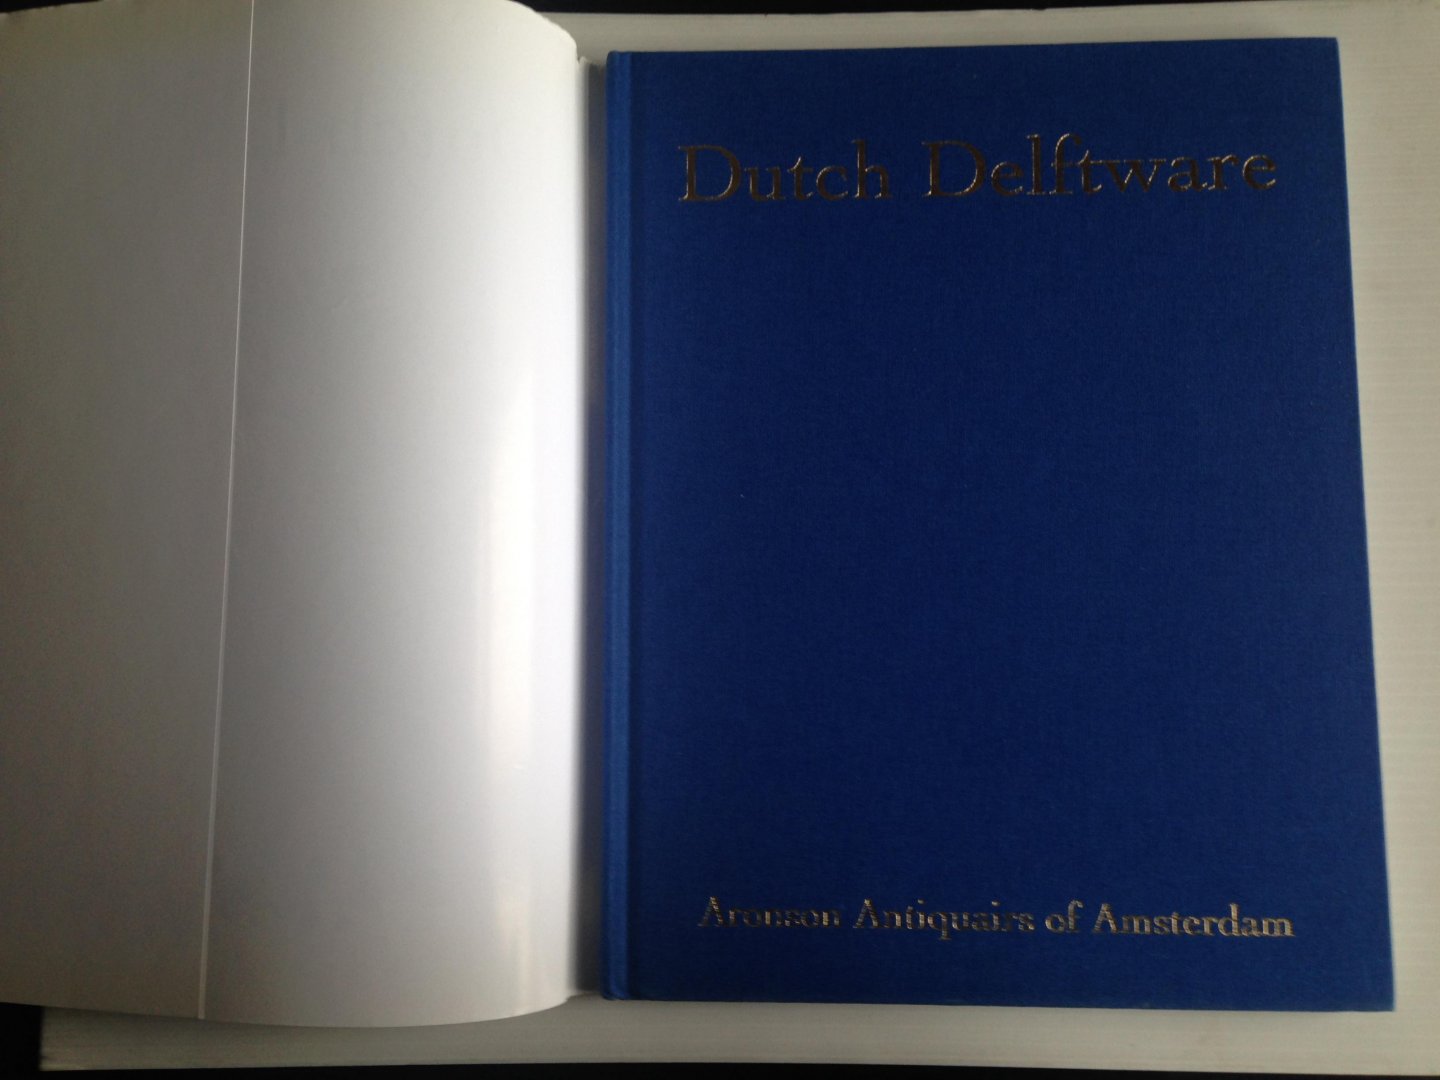 Dutch Delftware
Aronson Antiquairs of Amsterdam